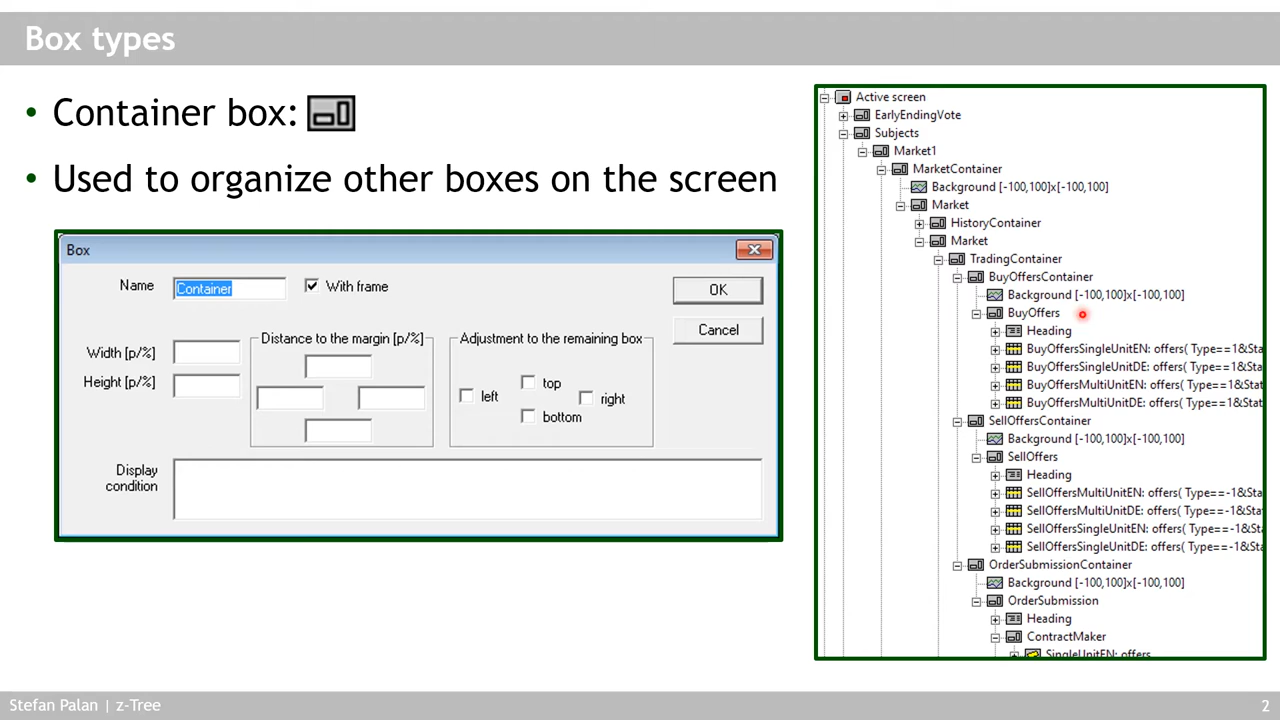 Box types
• Container box:
• Used to organize other boxes on the screen
Box
Name
Container
With frame
OK
Cancel
Width [p/%]
Height [p/%]
Distance to the margin [p/%]
Adjustment to the remaining box
left
top
right
bottom
Display
condition
Active screen
EarlyEndingVote
Subjects
Market1
MarketContainer
Background [-100,100]x[-100,100]
Market
HistoryContainer
Market
TradingContainer
BuyOffersContainer
Background [-100,100]x[-100,100]
BuyOffers
Heading
BuyOffersSingleUnitEN: offers( Type==1&Sta
BuyOffersSingleUnitDE: offers( Type==1&Sta
BuyOffersMultiUnitEN: offers( Type==1&Stat
BuyOffersMultiUnitDE: offers( Type==1&Stat
SellOffersContainer
Background [-100,100]x[-100,100]
SellOffers
Heading
SellOffersMultiUnitEN: offers( Type==-1&Sta
SellOffersMultiUnitDE: offers( Type==-1&Sta
SellOffersSingleUnitEN: offers( Type==-1&St
SellOffersSingleUnitDE: offers( Type==-1&St
OrderSubmissionContainer
Background [-100,100]x[-100,100]
OrderSubmission
Heading
ContractMaker
SingleUnitEN: offers
Stefan Palan | z-Tree
2